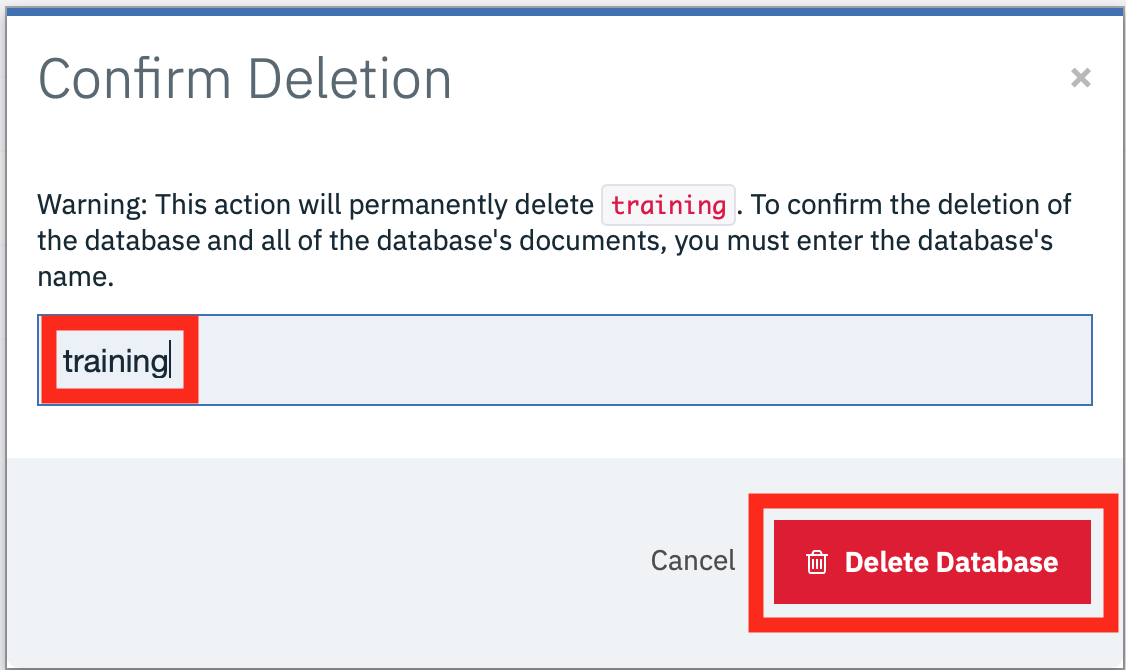 Confirm Deletion
×
Warning: This action will permanently delete training. To confirm the deletion of
the database and all of the database's documents, you must enter the database's
name.
training
Cancel
Delete Database